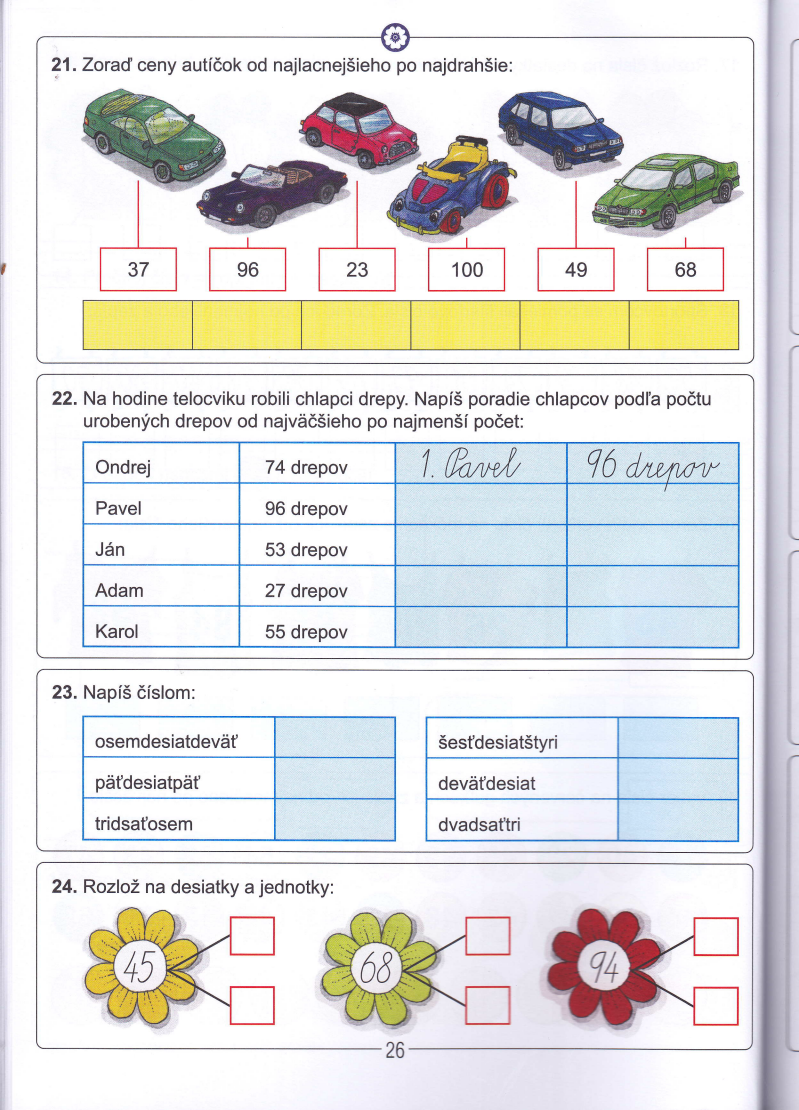 21. Zoraď ceny autíčok od najlacnejšieho po najdrahšie:
37 96 23 100 49 68
22. Na hodine telocviku robili chlapci drepy. Napíš poradie chlapcov podľa počtu
urobených drepov od najväčšieho po najmenší počet:
Ondrej 74 drepov 1. Pavel 96 drepov
Pavel 96 drepov
Ján 53 drepov
Adam 27 drepov
Karol 55 drepov
23. Napíš číslom:
osemdesiatdeväť šesťdesiatštyri
päťdesiatpäť deväťdesiat
tridsaťosem dvadsaťtri
24. Rozlož na desiatky a jednotky:
45 68 94
26